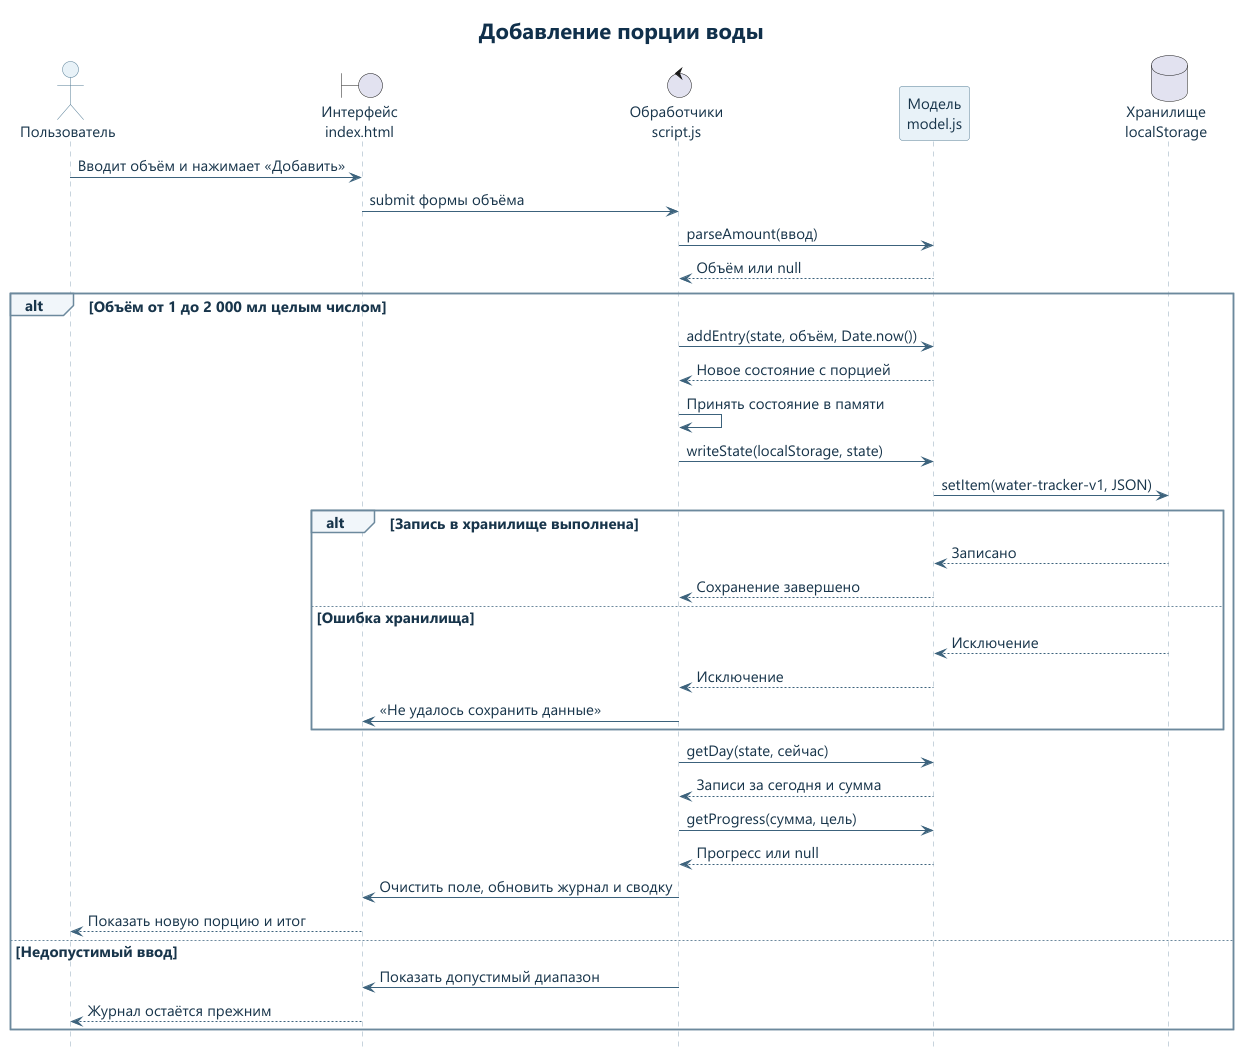 Добавление порции воды
Пользователь
Интерфейс
index.html
Обработчики
script.js
Модель
model.js
Хранилище
localStorage
Вводит объём и нажимает «Добавить»
submit формы объёма
parseAmount(ввод)
Объём или null
alt [Объём от 1 до 2 000 мл целым числом]
addEntry(state, объём, Date.now())
Новое состояние с порцией
Принять состояние в памяти
writeState(localStorage, state)
setItem(water-tracker-v1, JSON)
alt [Запись в хранилище выполнена]
Записано
Сохранение завершено
[Ошибка хранилища]
Исключение
Исключение
«Не удалось сохранить данные»
getDay(state, сейчас)
Записи за сегодня и сумма
getProgress(сумма, цель)
Прогресс или null
Очистить поле, обновить журнал и сводку
Показать новую порцию и итог
[Недопустимый ввод]
Показать допустимый диапазон
Журнал остаётся прежним